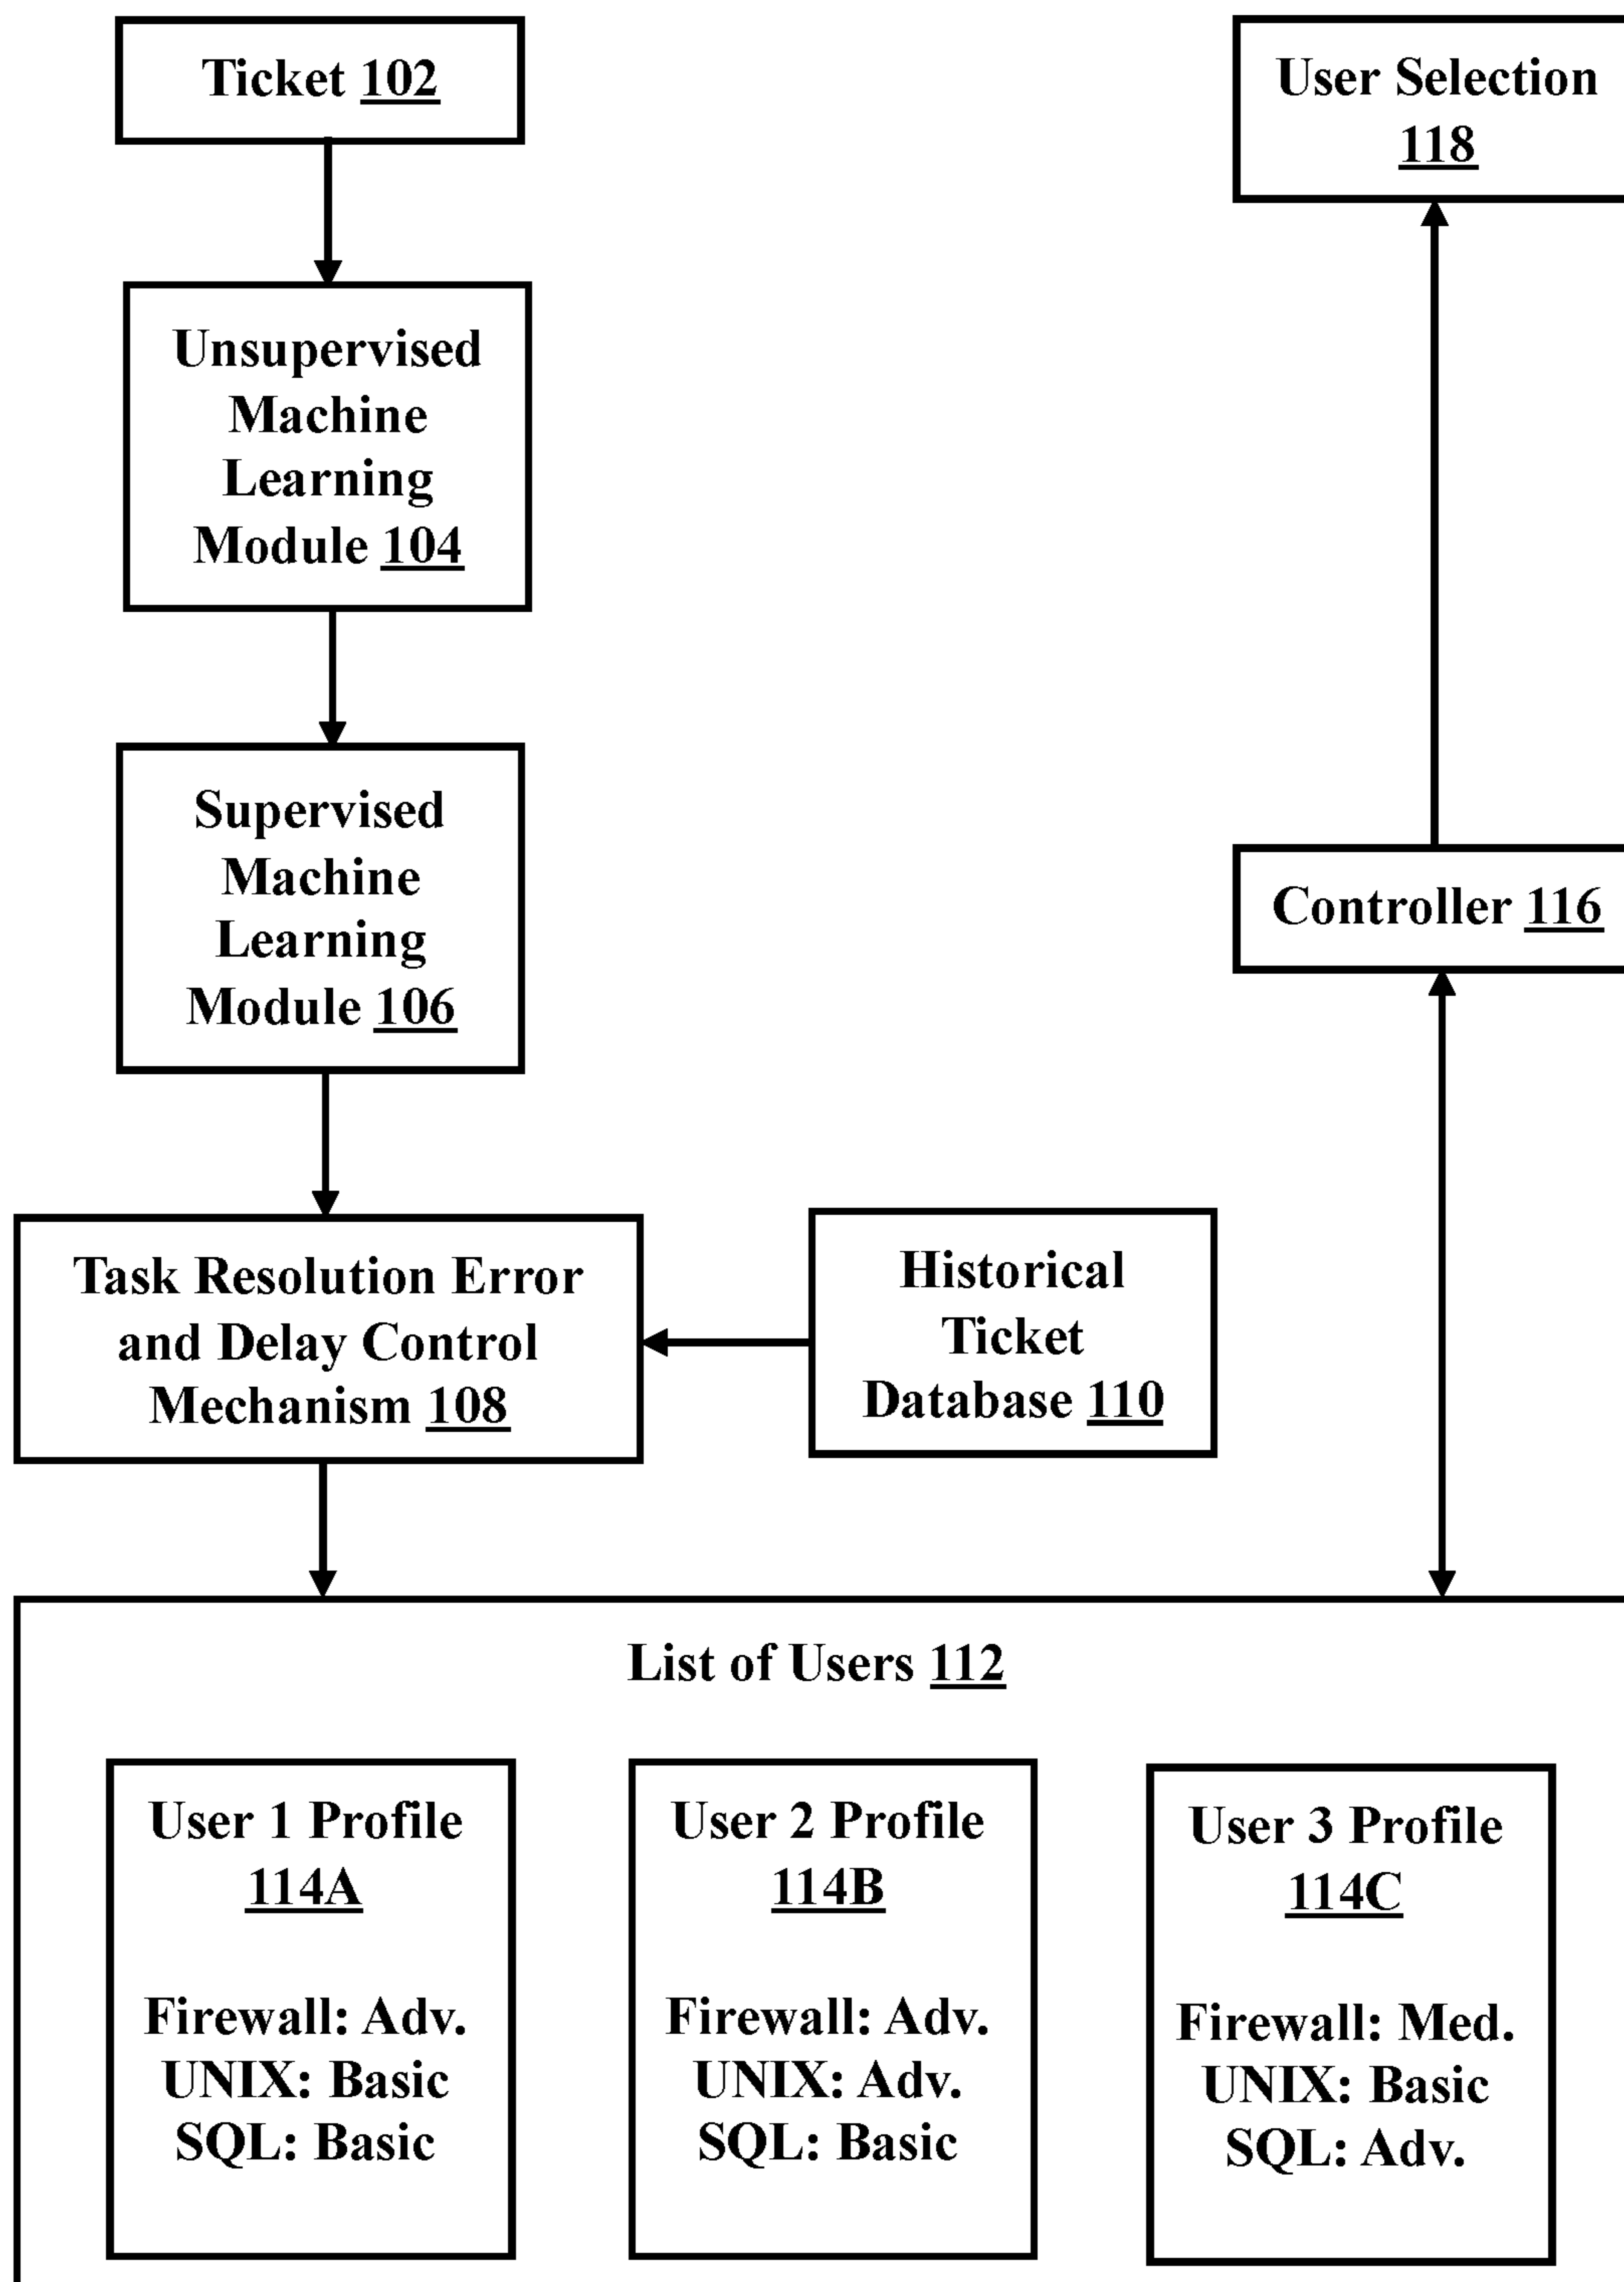 Ticket 102
User Selection
118
Unsupervised
Machine
Learning
Module 104
Supervised
Machine
Learning
Module 106
Controller 116
Task Resolution Error
and Delay Control
Mechanism 108
Historical
Ticket
Database 110
List of Users 112
User 1 Profile
114A
Firewall: Adv.
UNIX: Basic
SQL: Basic
User 2 Profile
114B
Firewall: Adv.
UNIX: Adv.
SQL: Basic
User 3 Profile
114C
Firewall: Med.
UNIX: Basic
SQL: Adv.